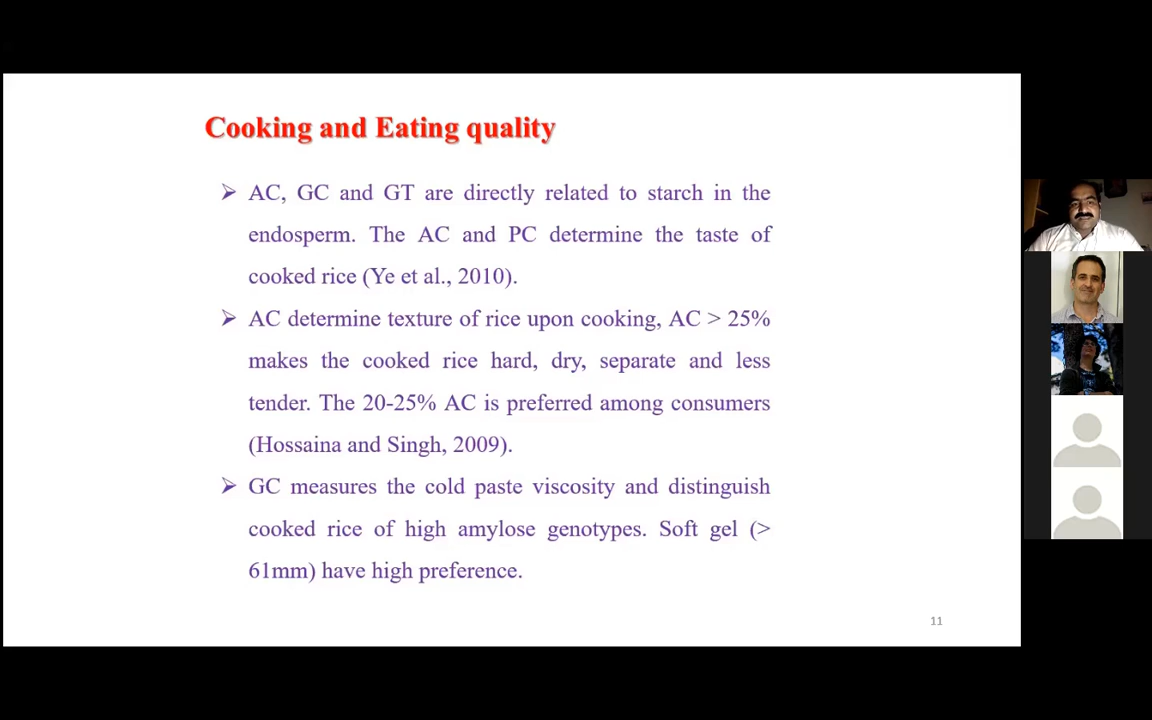 Cooking and Eating quality
➢ AC, GC and GT are directly related to starch in the
endosperm. The AC and PC determine the taste of
cooked rice (Ye et al., 2010).
➢ AC determine texture of rice upon cooking, AC > 25%
makes the cooked rice hard, dry, separate and less
tender. The 20-25% AC is preferred among consumers
(Hossaina and Singh, 2009).
➢ GC measures the cold paste viscosity and distinguish
cooked rice of high amylose genotypes. Soft gel (>
61mm) have high preference.
11